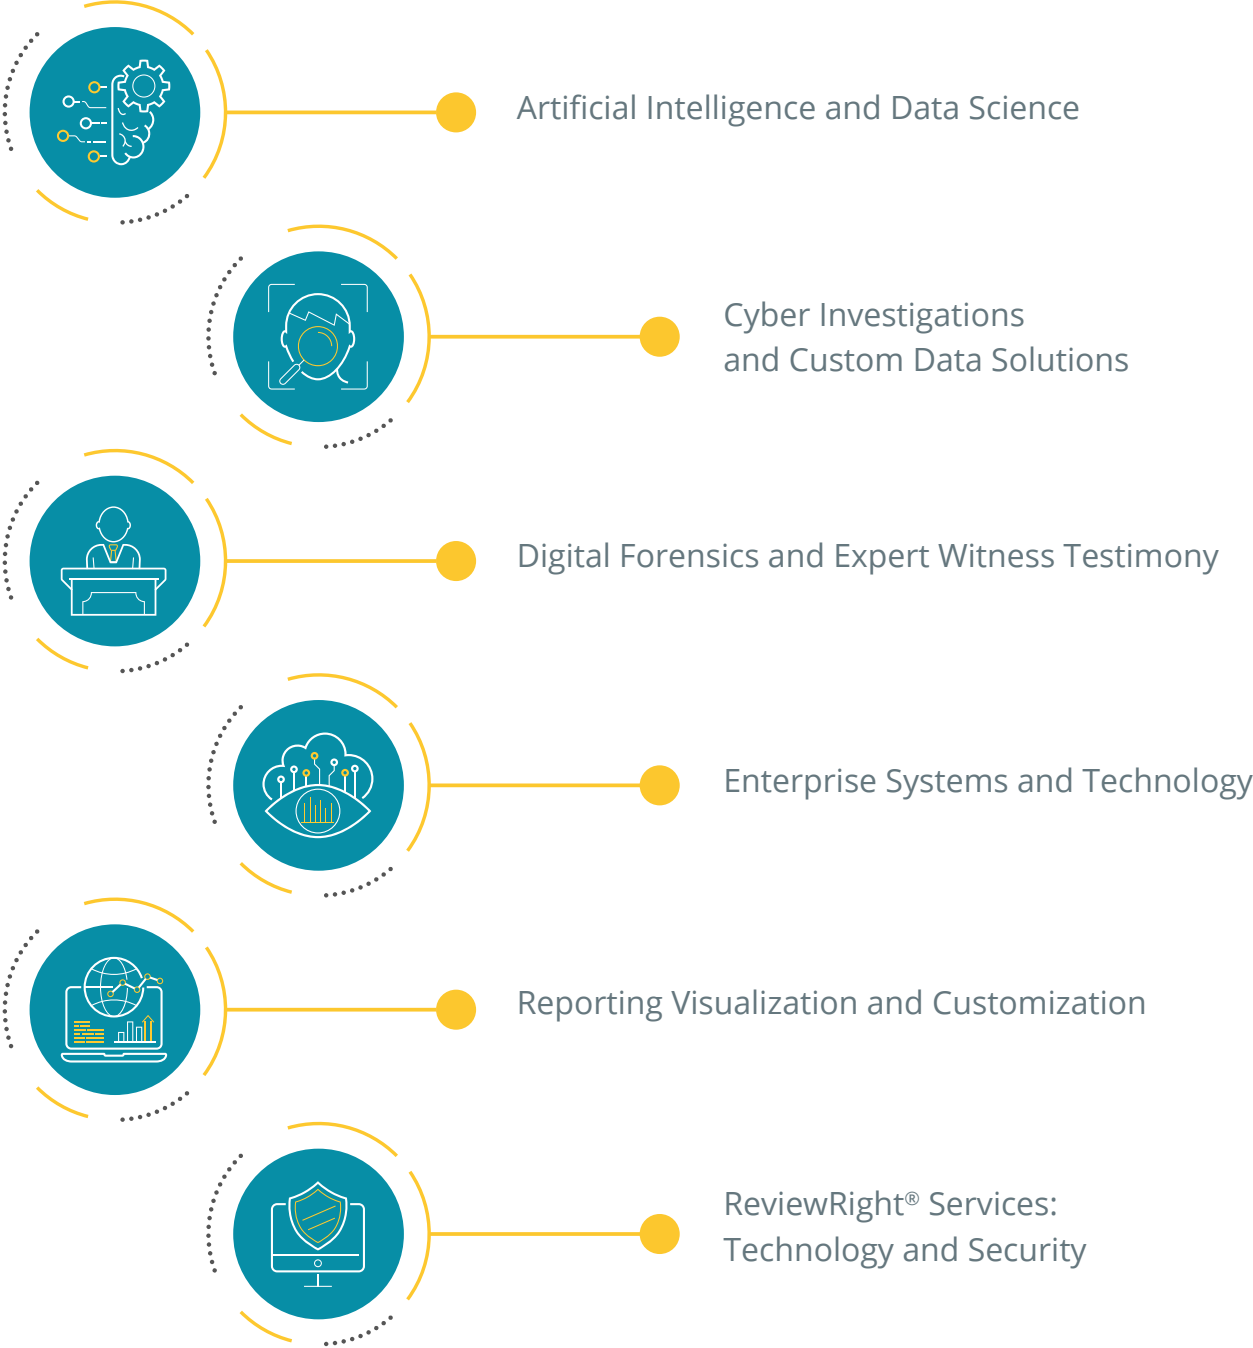 Artificial Intelligence and Data Science
Cyber Investigations
and Custom Data Solutions
Digital Forensics and Expert Witness Testimony
Enterprise Systems and Technology
Reporting Visualization and Customization
ReviewRight® Services:
Technology and Security